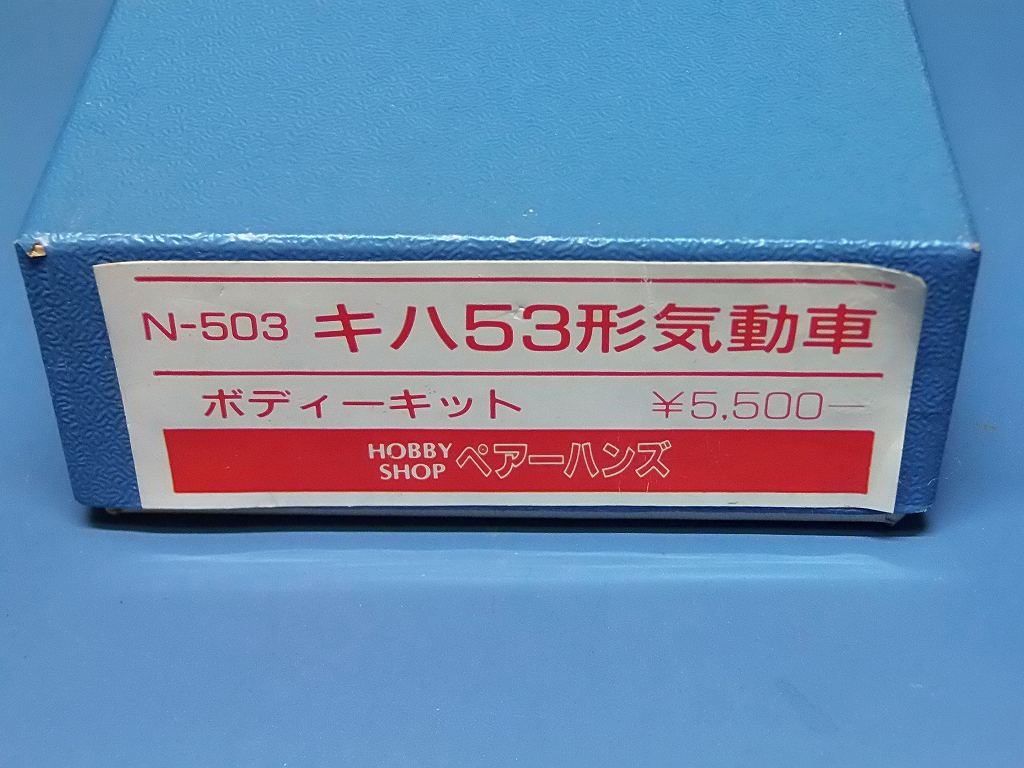 N-503 キハ53形気動車
ボディーキット ¥5,500―
HOBBY SHOP ペアーハンズ